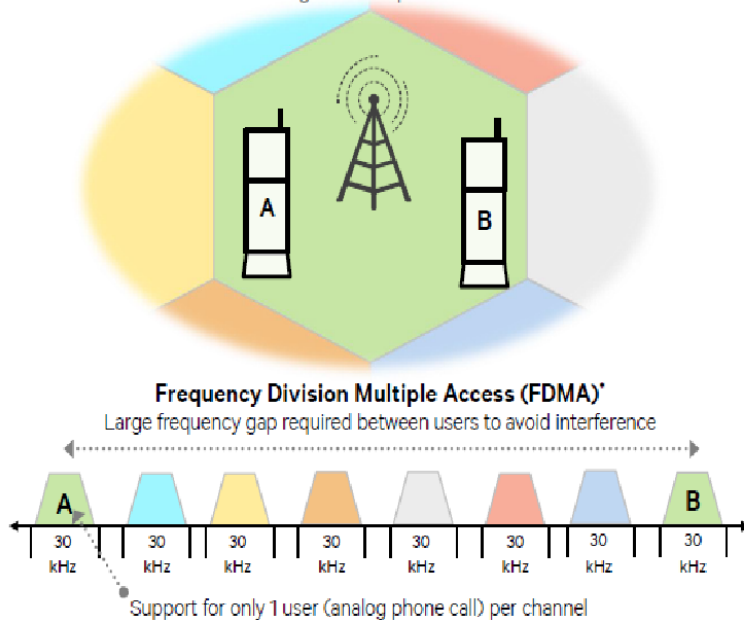 A
B
Frequency Division Multiple Access (FDMA)*
Large frequency gap required between users to avoid interference
A
B
30 30 30 30 30 30 30 30
kHz kHz kHz kHz kHz kHz kHz kHz
Support for only 1 user (analog phone call) per channel